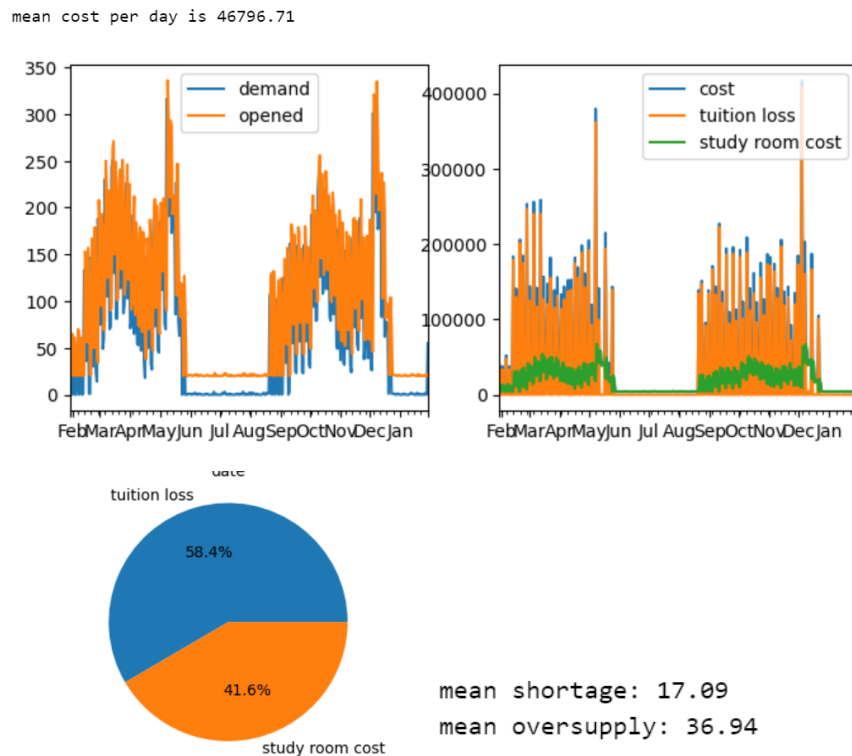 mean cost per day is 46796.71
350
300
250
200
150
100
50
0
demand
opened
Feb Mar Apr May Jun Jul Aug Sep Oct Nov Dec Jan
400000
300000
200000
100000
0
cost
tuition loss
study room cost
Feb Mar Apr May Jun Jul Aug Sep Oct Nov Dec Jan
date
tuition loss
58.4%
41.6%
study room cost
mean shortage: 17.09
mean oversupply: 36.94